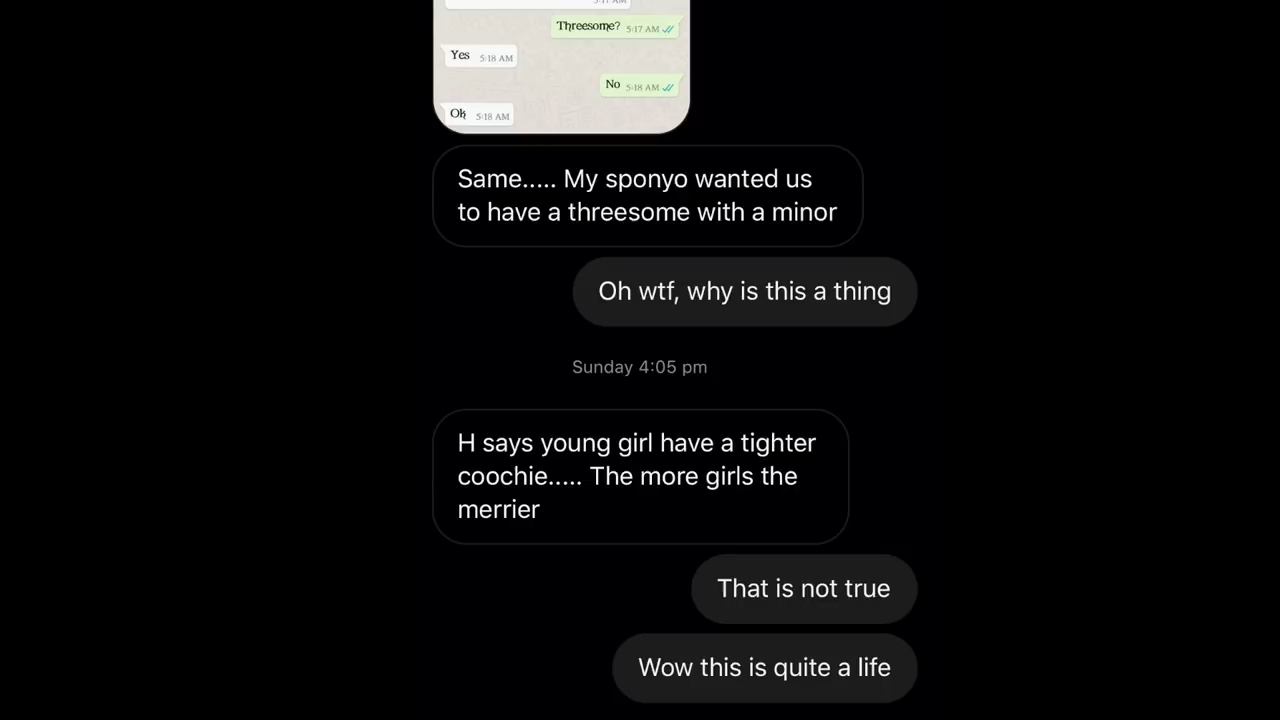 Threesome? 5:17 AM
Yes 5:18 AM
No 5:18 AM
Ok 5:18 AM
Same..... My sponyo wanted us
to have a threesome with a minor
Oh wtf, why is this a thing
Sunday 4:05 pm
H says young girl have a tighter
coochie..... The more girls the
merrier
That is not true
Wow this is quite a life